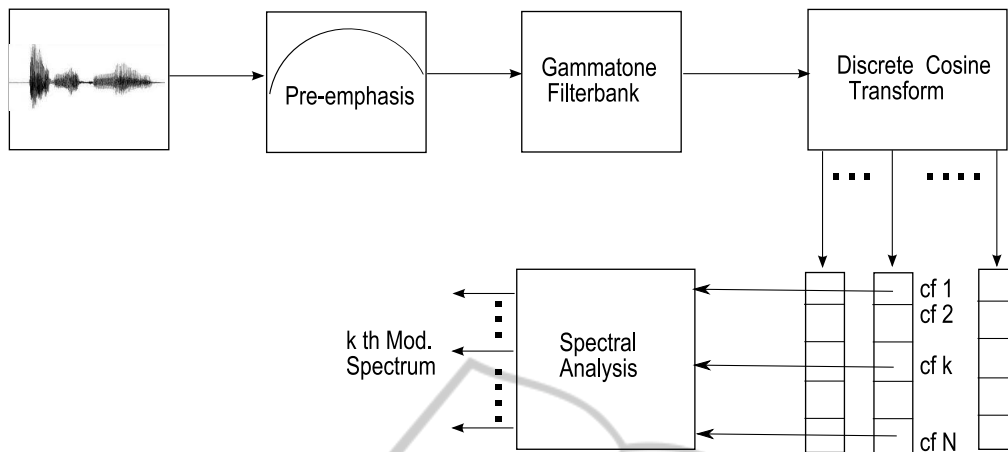 Pre-emphasis
Gammatone
Filterbank
Discrete Cosine
Transform
cf 1
cf 2
cf k
cf N
Spectral
Analysis
k th Mod.
Spectrum